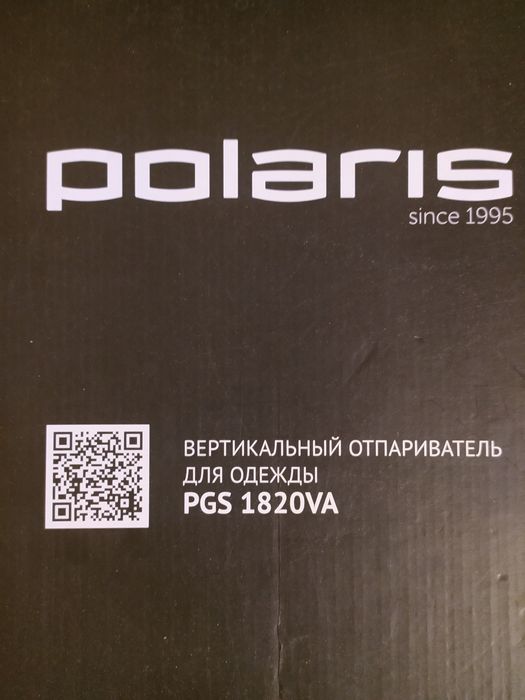 polaris
since 1995
ВЕРТИКАЛЬНЫЙ ОТПАРИВАТЕЛЬ
ДЛЯ ОДЕЖДЫ
PGS 1820VA